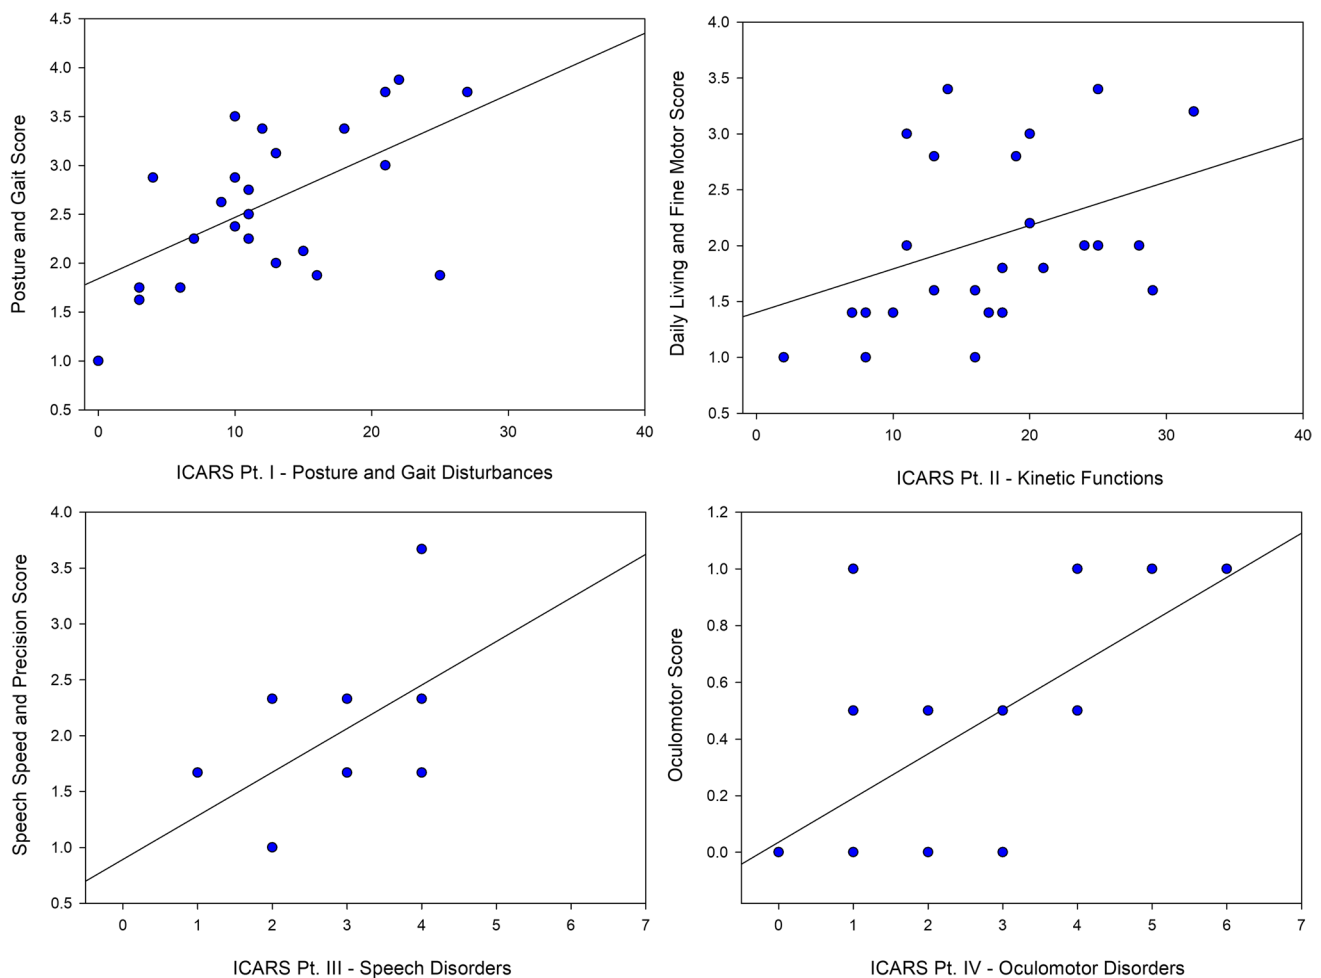 4.5
4.0
3.5
3.0
2.5
2.0
1.5
1.0
0.5
Posture and Gait Score
0 10 20 30 40
ICARS Pt. I - Posture and Gait Disturbances
4.0
3.5
3.0
2.5
2.0
1.5
1.0
0.5
Daily Living and Fine Motor Score
0 10 20 30 40
ICARS Pt. II - Kinetic Functions
4.0
3.5
3.0
2.5
2.0
1.5
1.0
0.5
Speech Speed and Precision Score
0 1 2 3 4 5 6 7
ICARS Pt. III - Speech Disorders
1.2
1.0
0.8
0.6
0.4
0.2
0.0
Oculomotor Score
0 1 2 3 4 5 6 7
ICARS Pt. IV - Oculomotor Disorders